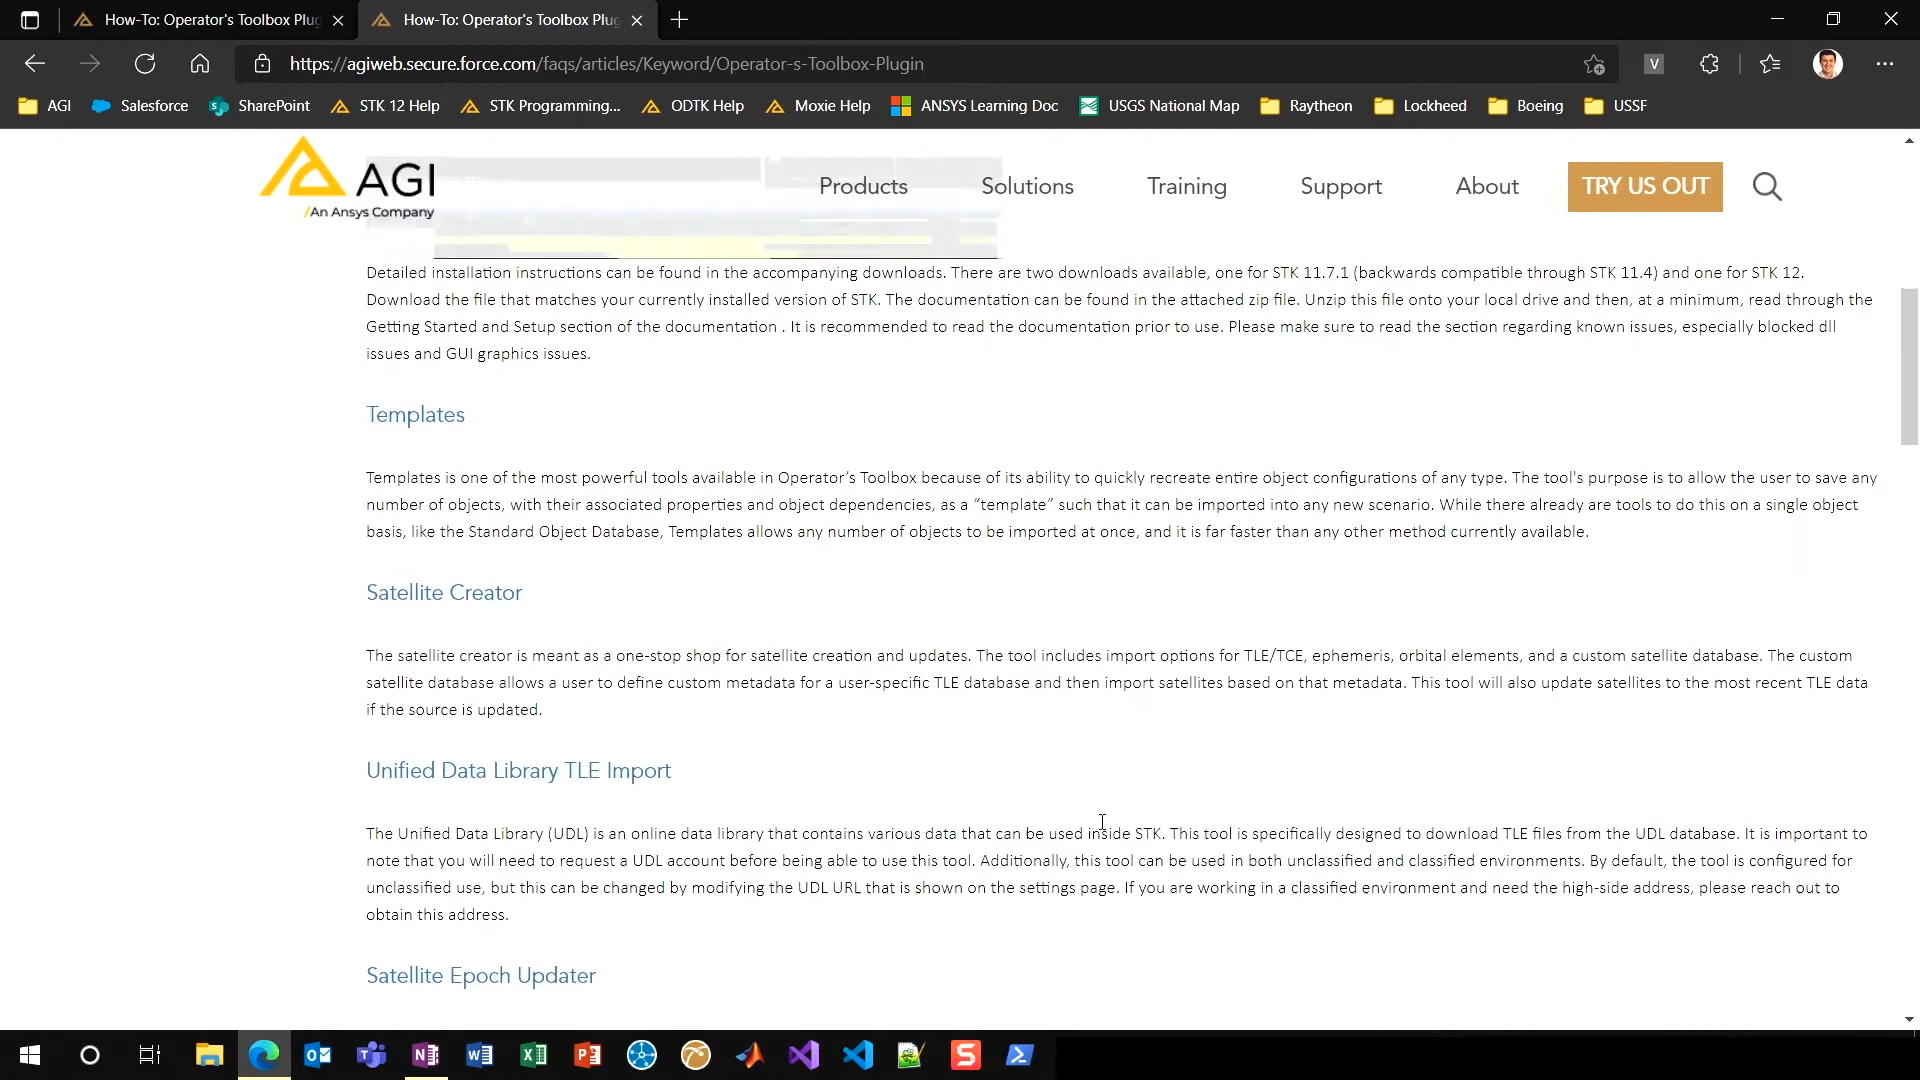 How-To: Operator's Toolbox Plug
How-To: Operator's Toolbox Plug
https://agiweb.secure.force.com/faqs/articles/Keyword/Operator-s-Toolbox-Plugin
V
AGI
Salesforce
SharePoint
STK 12 Help
STK Programming...
ODTK Help
Moxie Help
ANSYS Learning Doc
USGS National Map
Raytheon
Lockheed
Boeing
USSF
AGI
/An Ansys Company
Products
Solutions
Training
Support
About
TRY US OUT
Detailed installation instructions can be found in the accompanying downloads. There are two downloads available, one for STK 11.7.1 (backwards compatible through STK 11.4) and one for STK 12.
Download the file that matches your currently installed version of STK. The documentation can be found in the attached zip file. Unzip this file onto your local drive and then, at a minimum, read through the
Getting Started and Setup section of the documentation . It is recommended to read the documentation prior to use. Please make sure to read the section regarding known issues, especially blocked dll
issues and GUI graphics issues.
Templates
Templates is one of the most powerful tools available in Operator’s Toolbox because of its ability to quickly recreate entire object configurations of any type. The tool's purpose is to allow the user to save any
number of objects, with their associated properties and object dependencies, as a “template” such that it can be imported into any new scenario. While there already are tools to do this on a single object
basis, like the Standard Object Database, Templates allows any number of objects to be imported at once, and it is far faster than any other method currently available.
Satellite Creator
The satellite creator is meant as a one-stop shop for satellite creation and updates. The tool includes import options for TLE/TCE, ephemeris, orbital elements, and a custom satellite database. The custom
satellite database allows a user to define custom metadata for a user-specific TLE database and then import satellites based on that metadata. This tool will also update satellites to the most recent TLE data
if the source is updated.
Unified Data Library TLE Import
The Unified Data Library (UDL) is an online data library that contains various data that can be used inside STK. This tool is specifically designed to download TLE files from the UDL database. It is important to
note that you will need to request a UDL account before being able to use this tool. Additionally, this tool can be used in both unclassified and classified environments. By default, the tool is configured for
unclassified use, but this can be changed by modifying the UDL URL that is shown on the settings page. If you are working in a classified environment and need the high-side address, please reach out to
obtain this address.
Satellite Epoch Updater